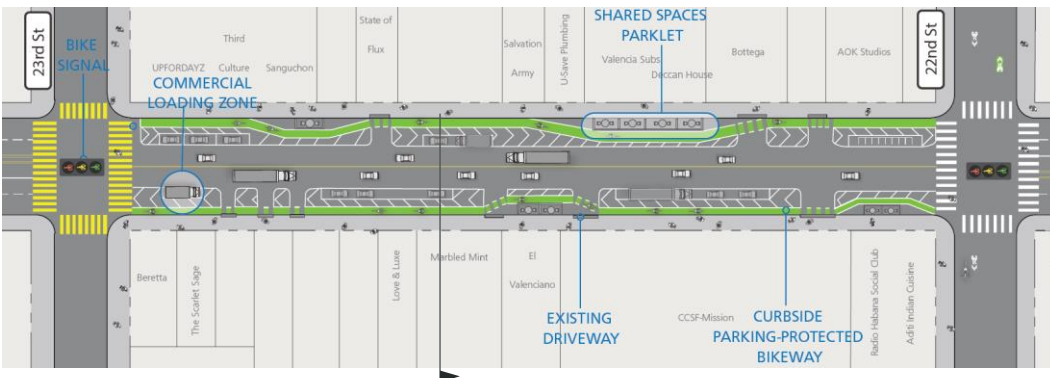 23rd St
BIKE
SIGNAL
Third
UPFORDAYZ
Culture
COMMERCIAL
LOADING ZONE
Sanguchon
State of
Flux
Salvation
Army
U-Save Plumbing
SHARED SPACES
PARKLET
Valencia Subs
Deccan House
Bottega
AOK Studios
22nd St
Beretta
The Scarlet Sage
Love & Luxe
Marbled Mint
El
Valenciano
EXISTING
DRIVEWAY
CCSF-Mission
CURBSIDE
PARKING-PROTECTED
BIKEWAY
Radio Habana Social Club
Aditi Indian Cuisine